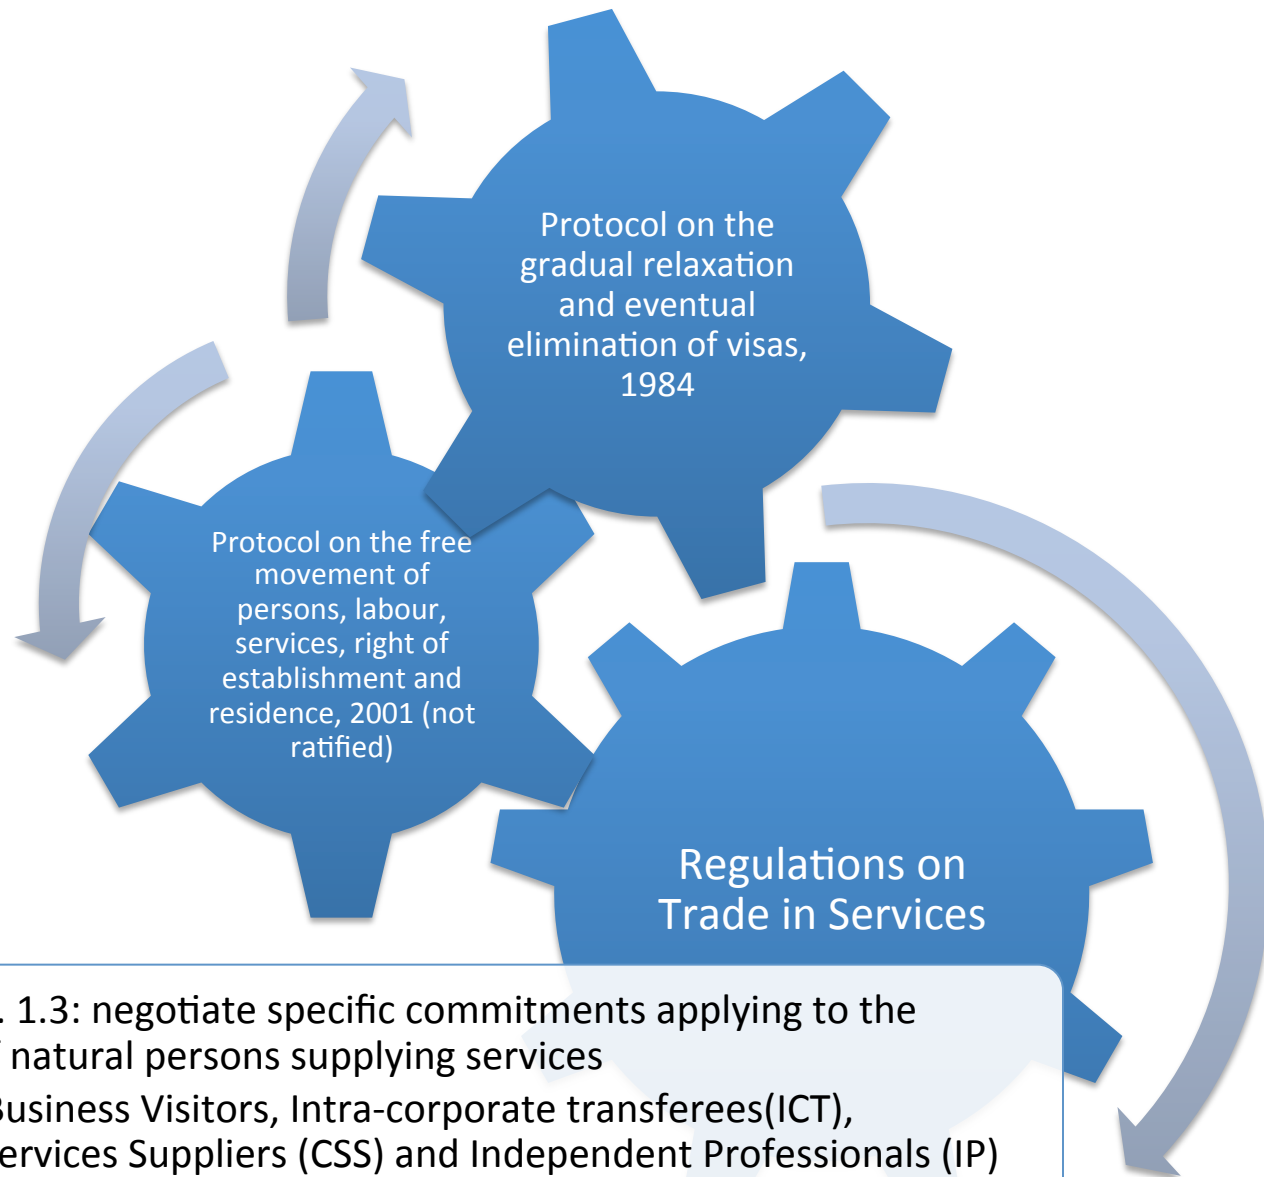 Protocol on the
gradual relaxation
and eventual
elimination of visas,
1984
Protocol on the free
movement of
persons, labour,
services, right of
establishment and
residence, 2001 (not
ratified)
Regulations on
Trade in Services
1.3: negotiate specific commitments applying to the
natural persons supplying services
Business Visitors, Intra-corporate transferees(ICT),
Services Suppliers (CSS) and Independent Professionals (IP)